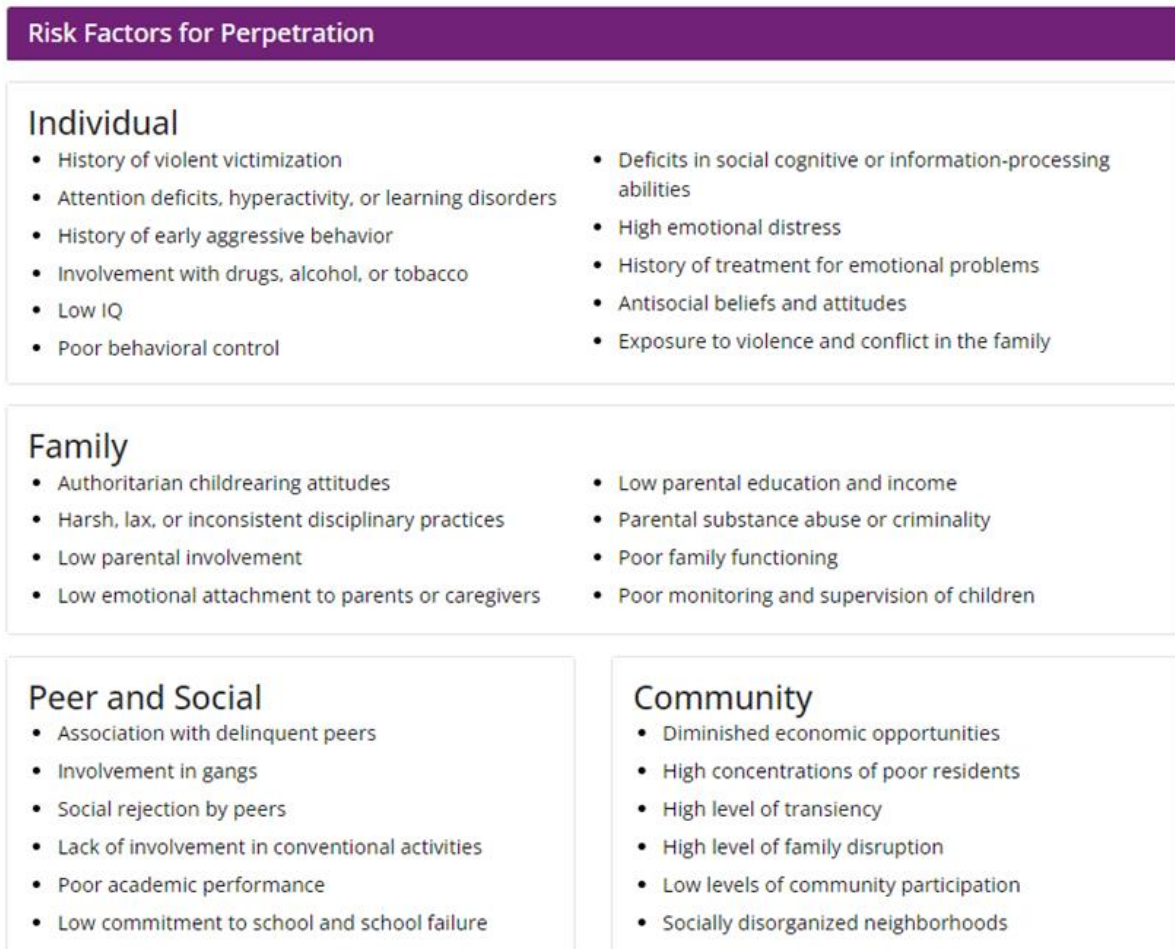 Risk Factors for Perpetration
Individual
• History of violent victimization
• Attention deficits, hyperactivity, or learning disorders
• History of early aggressive behavior
• Involvement with drugs, alcohol, or tobacco
• Low IQ
• Poor behavioral control
• Deficits in social cognitive or information-processing
abilities
• High emotional distress
• History of treatment for emotional problems
• Antisocial beliefs and attitudes
• Exposure to violence and conflict in the family
Family
• Authoritarian childrearing attitudes
• Harsh, lax, or inconsistent disciplinary practices
• Low parental involvement
• Low emotional attachment to parents or caregivers
• Low parental education and income
• Parental substance abuse or criminality
• Poor family functioning
• Poor monitoring and supervision of children
Peer and Social
• Association with delinquent peers
• Involvement in gangs
• Social rejection by peers
• Lack of involvement in conventional activities
• Poor academic performance
• Low commitment to school and school failure
Community
• Diminished economic opportunities
• High concentrations of poor residents
• High level of transiency
• High level of family disruption
• Low levels of community participation
• Socially disorganized neighborhoods